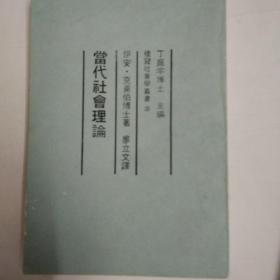 丁庭宇博士 主編
桂冠社會學叢書 ②
伊安・克萊伯博士著 廖立文譯
當代社會理論